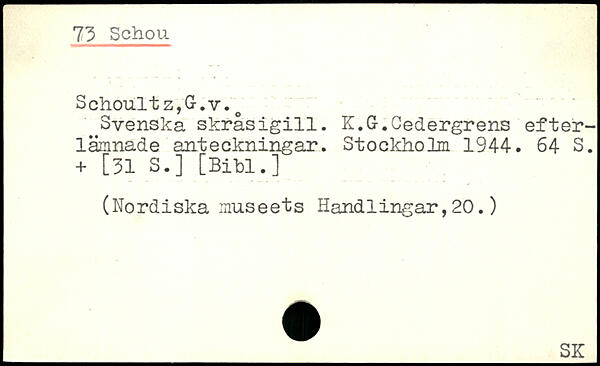 73 Schou
Schoultz,G.v.
Svenska skråsigill. K.G.Cedergrens efter-
lämnade anteckningar. Stockholm 1944. 64 S.
+ [31 S.] [Bibl.]
(Nordiska museets Handlingar,20.)
SK